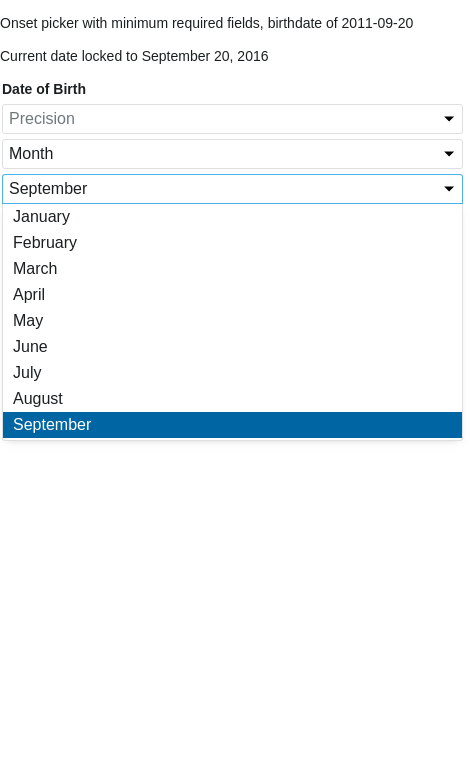 Onset picker with minimum required fields, birthdate of 2011-09-20
Current date locked to September 20, 2016
Date of Birth
Precision
Month
September
January
February
March
April
May
June
July
August
September